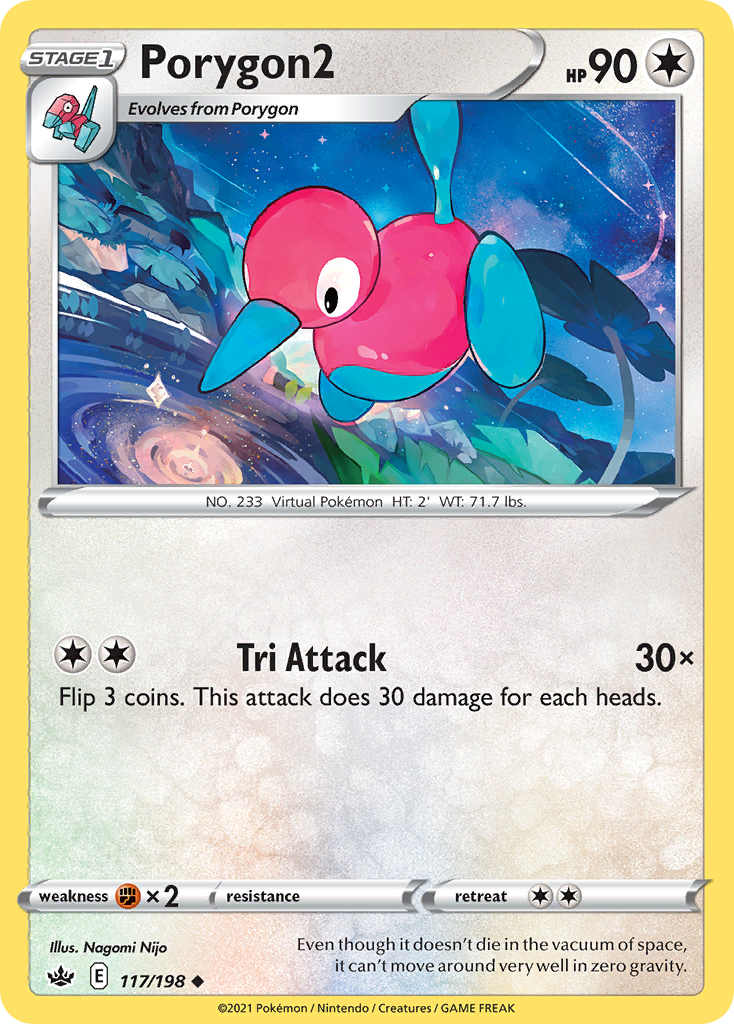 STAGE1
Porygon2
HP90
Evolves from Porygon
NO. 233 Virtual Pokémon HT: 2' WT: 71.7 lbs.
Tri Attack 30×
Flip 3 coins. This attack does 30 damage for each heads.
weakness ×2 resistance retreat
Illus. Nagomi Nijo
Even though it doesn't die in the vacuum of space,
it can't move around very well in zero gravity.
E 117/198
©2021 Pokémon / Nintendo / Creatures / GAME FREAK